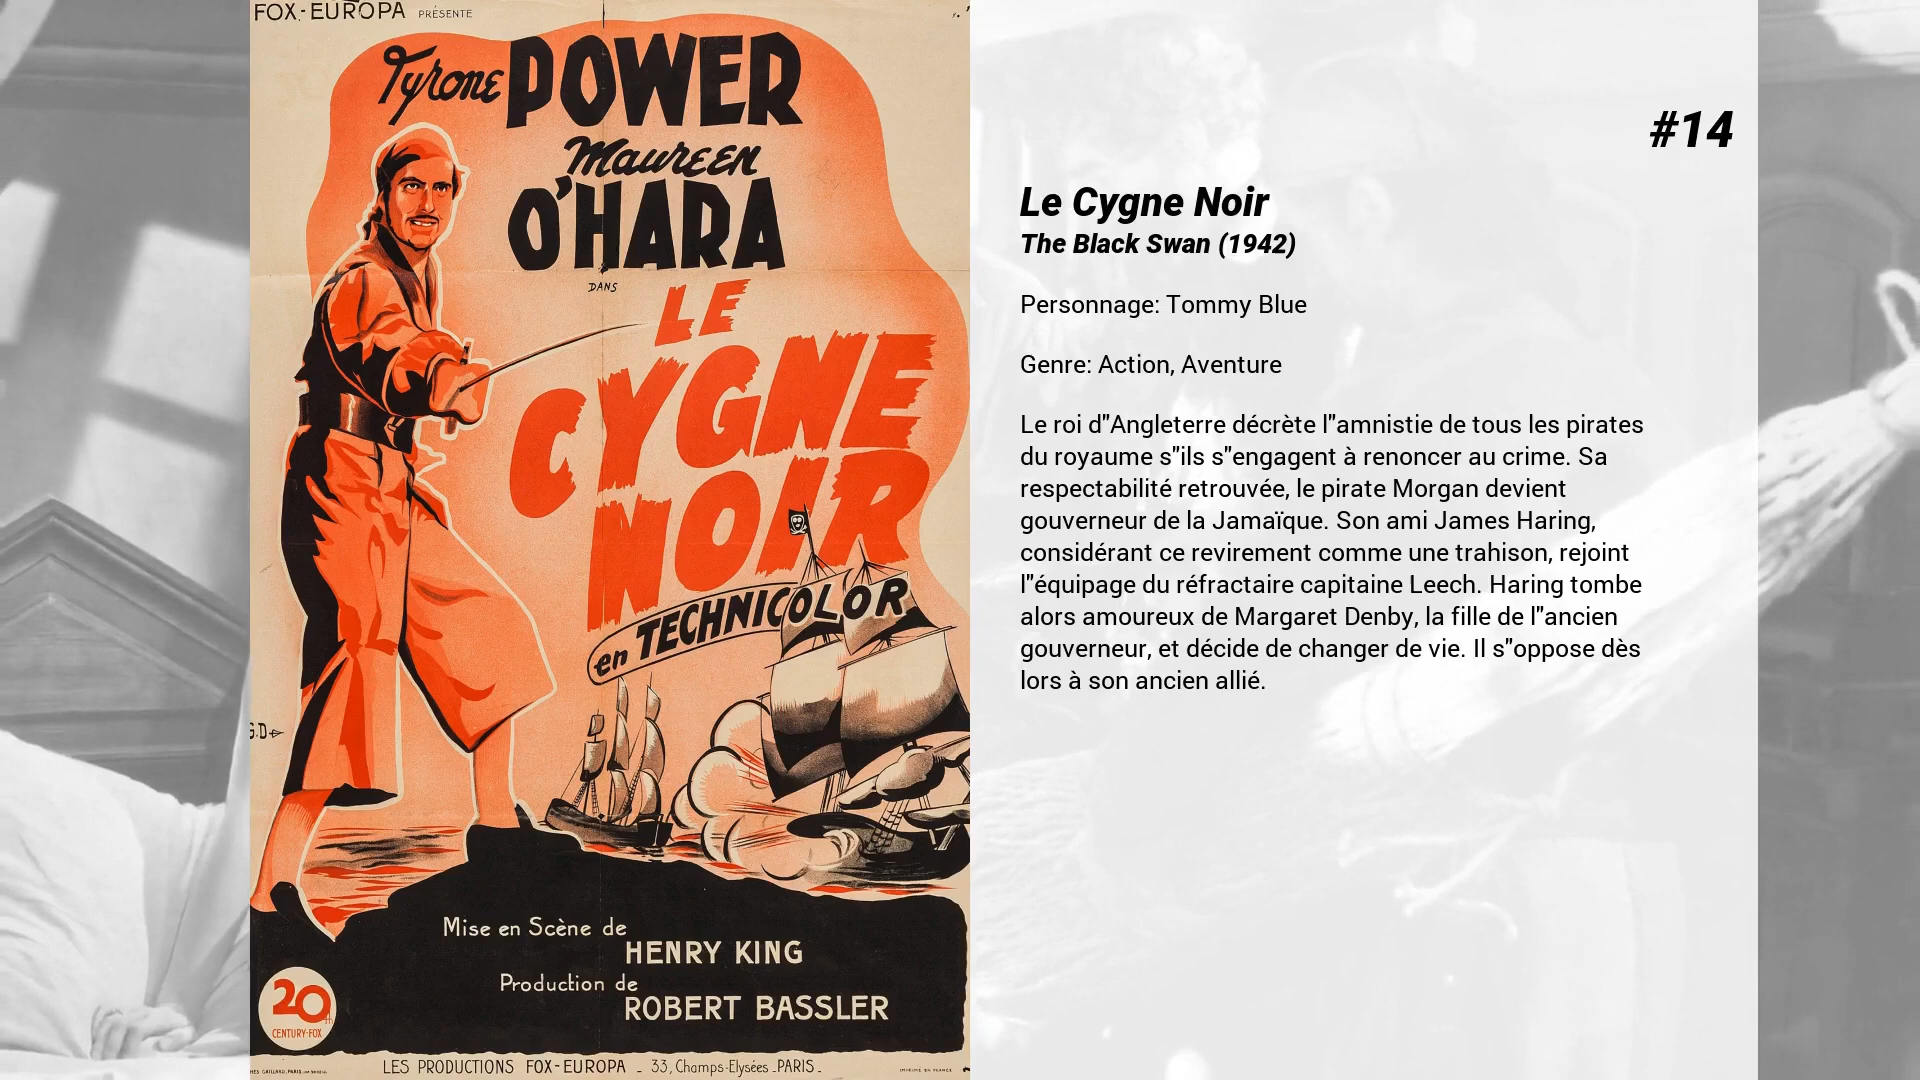 FOX-EUROPA PRÉSENTE
Tyrone POWER
Maureen
O'HARA
DANS
LE
CYGNE
NOIR
en TECHNICOLOR
Mise en Scène de
HENRY KING
Production de
ROBERT BASSLER
20th
CENTURY-FOX
LES PRODUCTIONS FOX-EUROPA _ 33, Champs-Elysées _ PARIS _
IMPRIMÉ EN FRANCE
#14
Le Cygne Noir
The Black Swan (1942)
Personnage: Tommy Blue
Genre: Action, Aventure
Le roi d"Angleterre décrète l"amnistie de tous les pirates
du royaume s"ils s"engagent à renoncer au crime. Sa
respectabilité retrouvée, le pirate Morgan devient
gouverneur de la Jamaïque. Son ami James Haring,
considérant ce revirement comme une trahison, rejoint
l"équipage du réfractaire capitaine Leech. Haring tombe
alors amoureux de Margaret Denby, la fille de l"ancien
gouverneur, et décide de changer de vie. Il s"oppose dès
lors à son ancien allié.